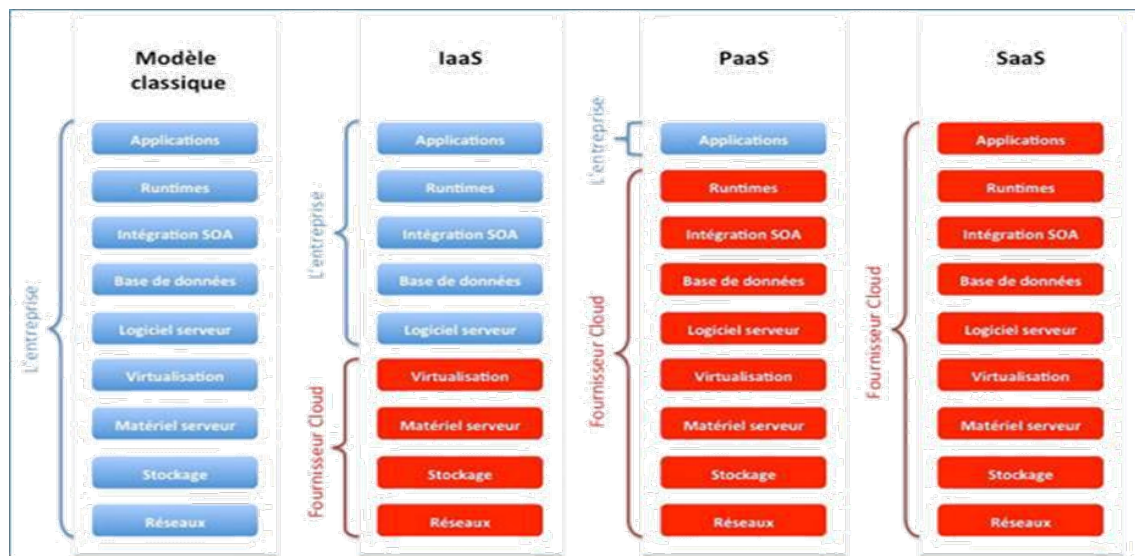 Modèle
classique
L'entreprise
Applications
Runtimes
Intégration SOA
Base de données
Logiciel serveur
Virtualisation
Matériel serveur
Stockage
Réseaux
IaaS
L'entreprise
Applications
Runtimes
Intégration SOA
Base de données
Logiciel serveur
Fournisseur Cloud
Virtualisation
Matériel serveur
Stockage
Réseaux
PaaS
L'entreprise
Applications
Fournisseur Cloud
Runtimes
Intégration SOA
Base de données
Logiciel serveur
Virtualisation
Matériel serveur
Stockage
Réseaux
SaaS
Fournisseur Cloud
Applications
Runtimes
Intégration SOA
Base de données
Logiciel serveur
Virtualisation
Matériel serveur
Stockage
Réseaux